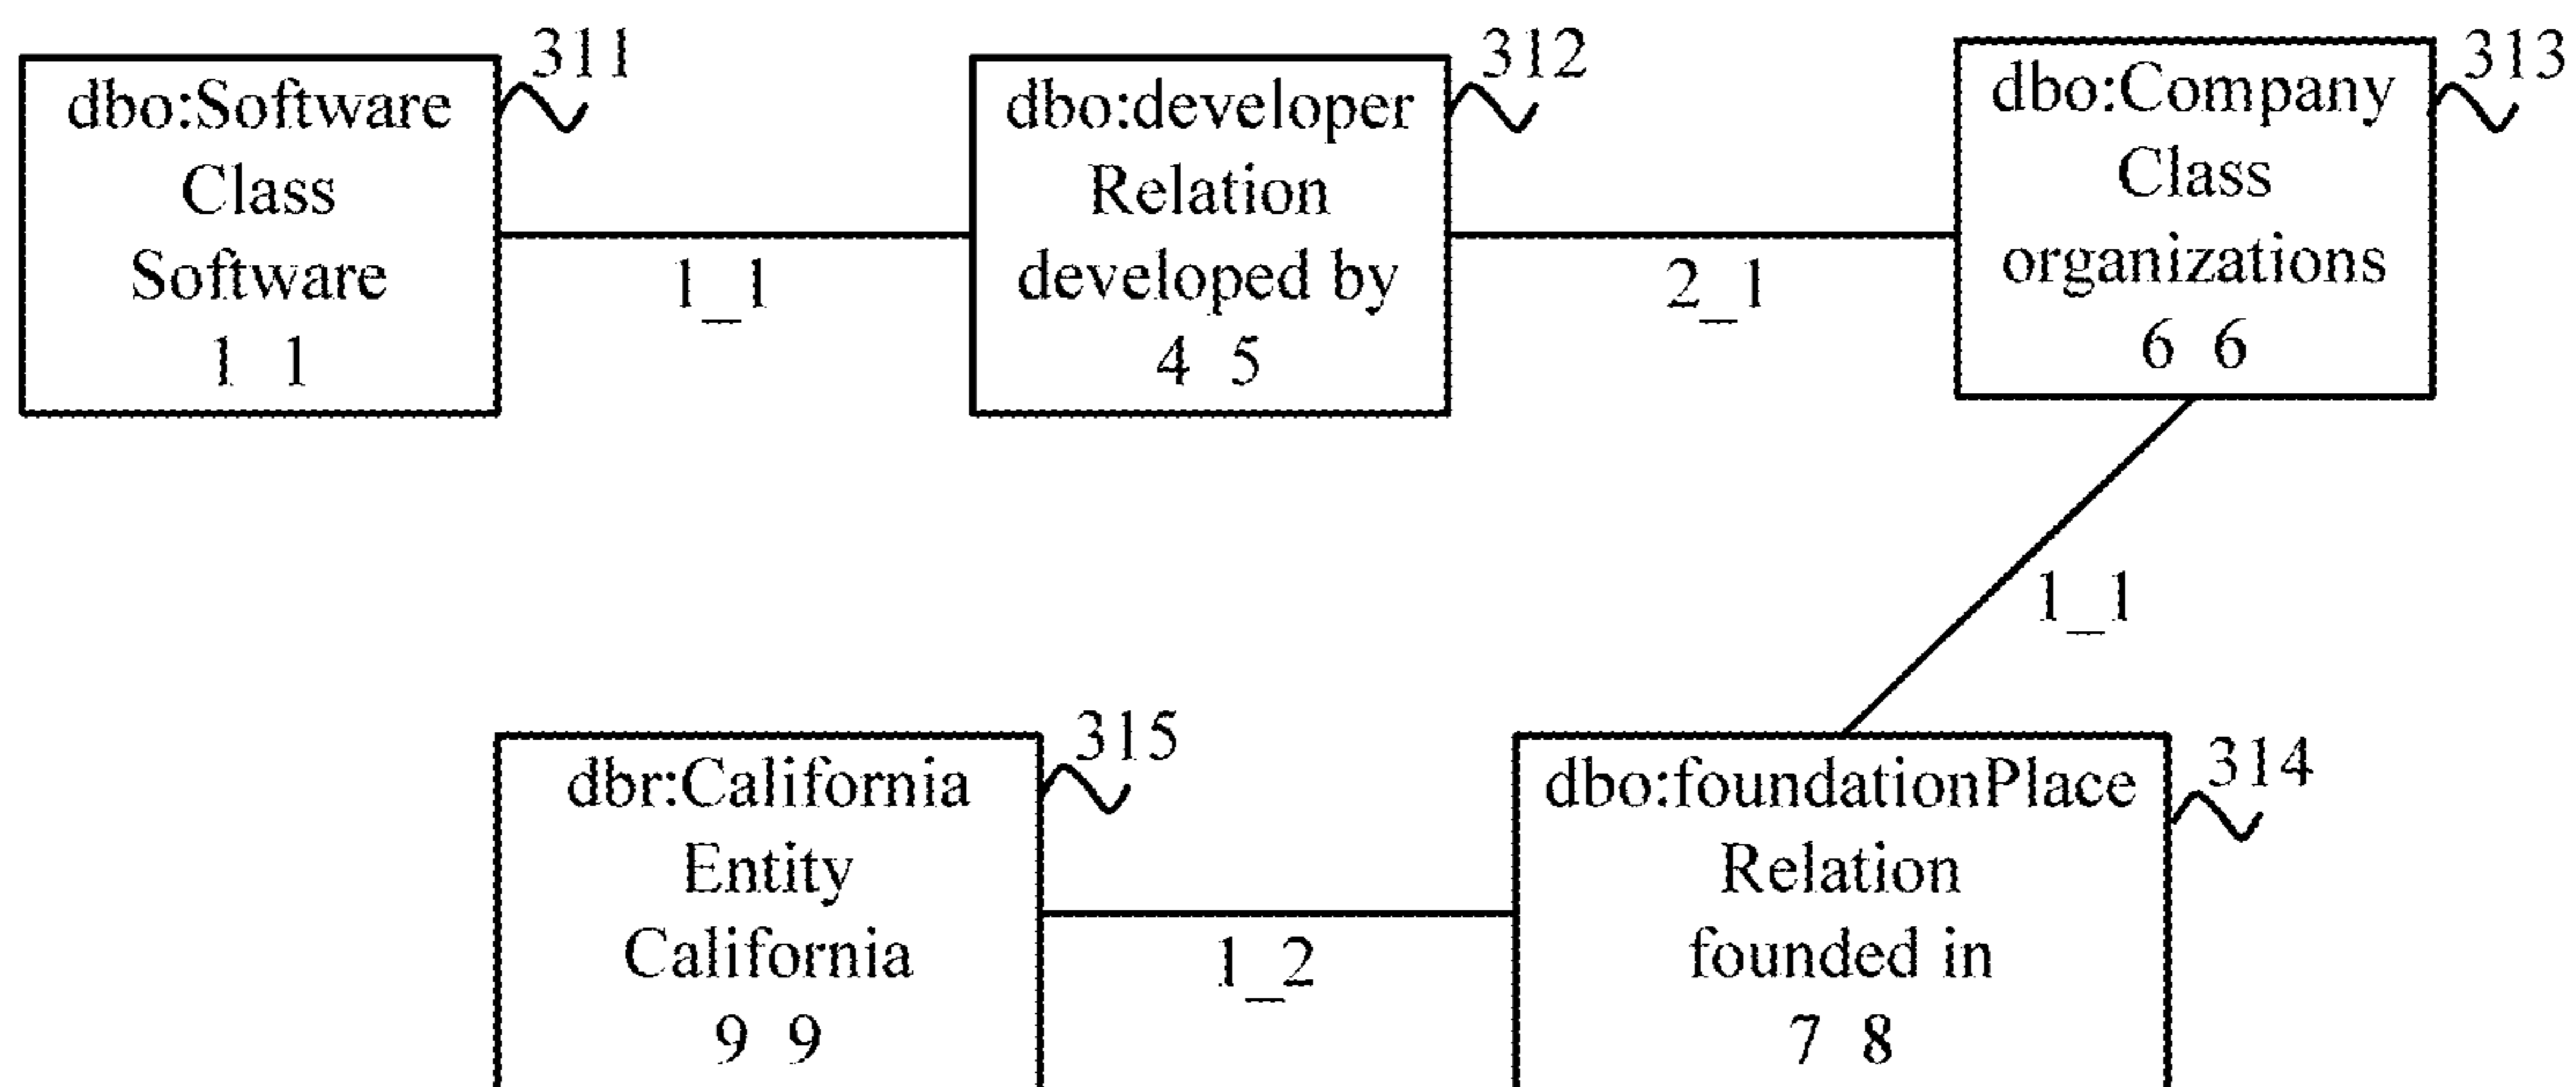 311
dbo:Software
Class
Software
1 1
1_1
312
dbo:developer
Relation
developed by
4 5
2_1
313
dbo:Company
Class
organizations
6 6
1_1
314
dbo:foundationPlace
Relation
founded in
7 8
1_2
315
dbr:California
Entity
California
9 9